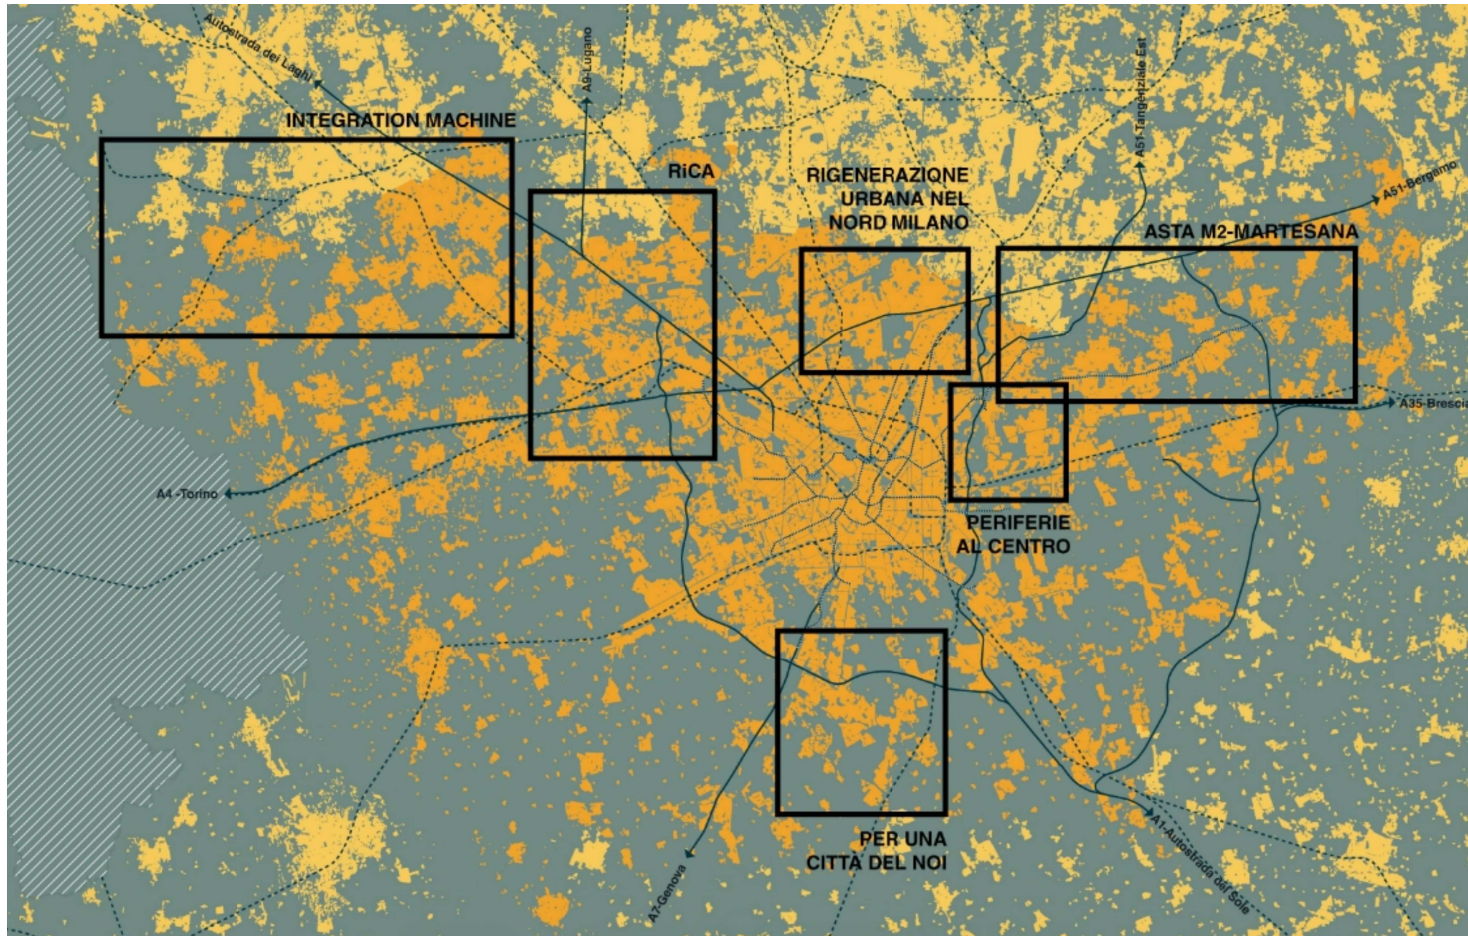 Autostrada dei Laghi
A9-Lugano
A51-Tangenziale Est
INTEGRATION MACHINE
RiCA
RIGENERAZIONE
URBANA NEL
NORD MILANO
A51-Bergamo
ASTA M2-MARTESANA
A35-Brescia
A4 -Torino
PERIFERIE
AL CENTRO
PER UNA
CITTÀ DEL NOI
A7-Genova
A1-Autostrada del Sole